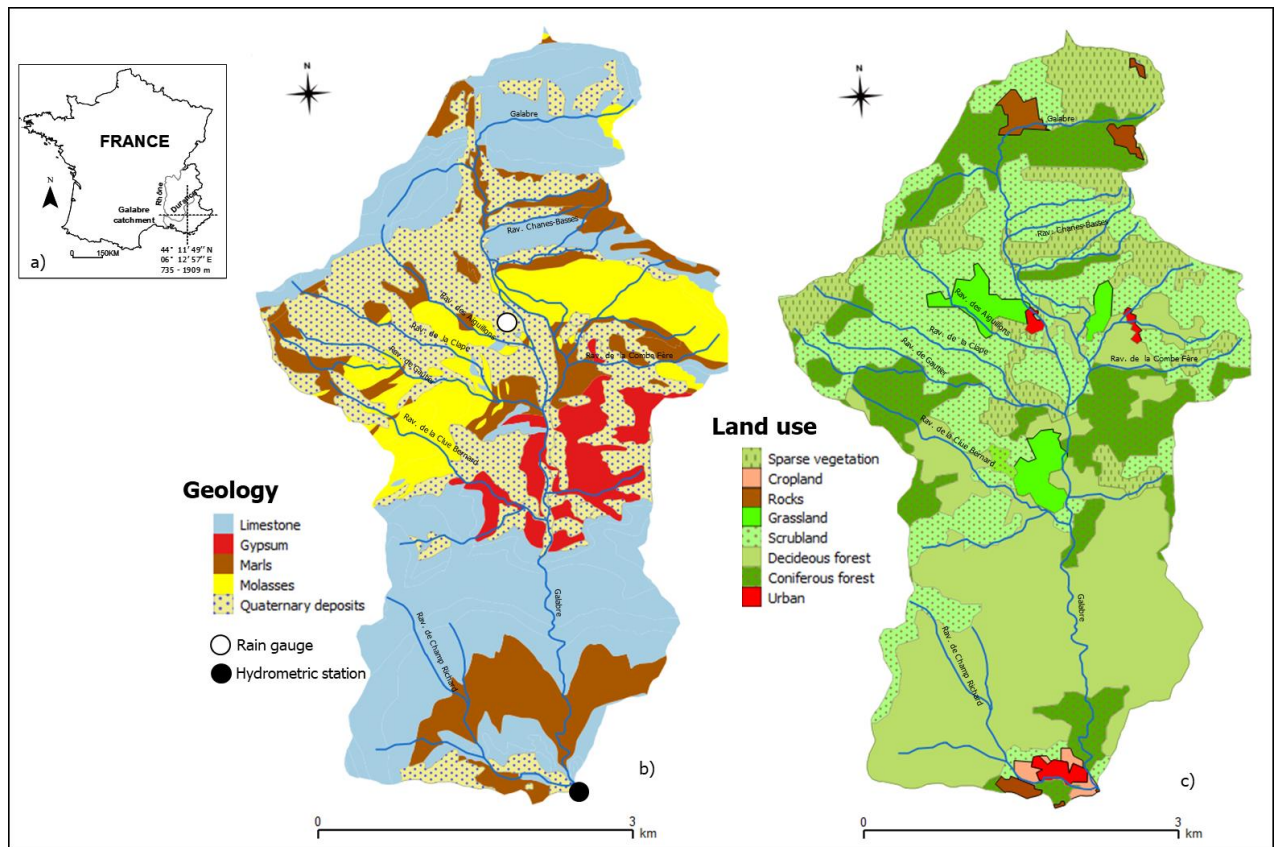 N
FRANCE
N
Rhône
Durance
Galabre
catchment
150KM
0
44° 11' 49'' N
06° 12' 57'' E
735 - 1909 m
a)
N
Galabre
Rav. Chanes-Basses
Rav. des Aiguillons
Rav. de la Clape
Rav. de Gautier
Rav. de la Combe Fère
Rav. de la Clue Bernard
Galabre
Rav. de Champ Richard
Geology
Limestone
Gypsum
Marls
Molasses
Quaternary deposits
Rain gauge
Hydrometric station
b)
0 3
km
N
Galabre
Rav. Chanes-Basses
Rav. des Aiguillons
Rav. de la Clape
Rav. de Gautier
Rav. de la Combe Fère
Rav. de la Clue Bernard
Galabre
Rav. de Champ Richard
Land use
Sparse vegetation
Cropland
Rocks
Grassland
Scrubland
Decideous forest
Coniferous forest
Urban
c)
0 3
km